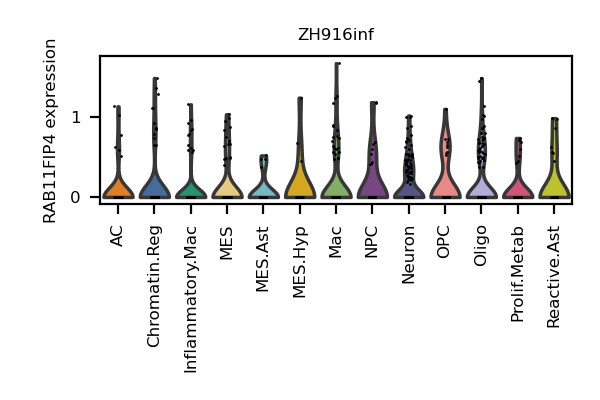 ZH916inf
RAB11FIP4 expression
1
0
AC
Chromatin.Reg
Inflammatory.Mac
MES
MES.Ast
MES.Hyp
Mac
NPC
Neuron
OPC
Oligo
Prolif.Metab
Reactive.Ast